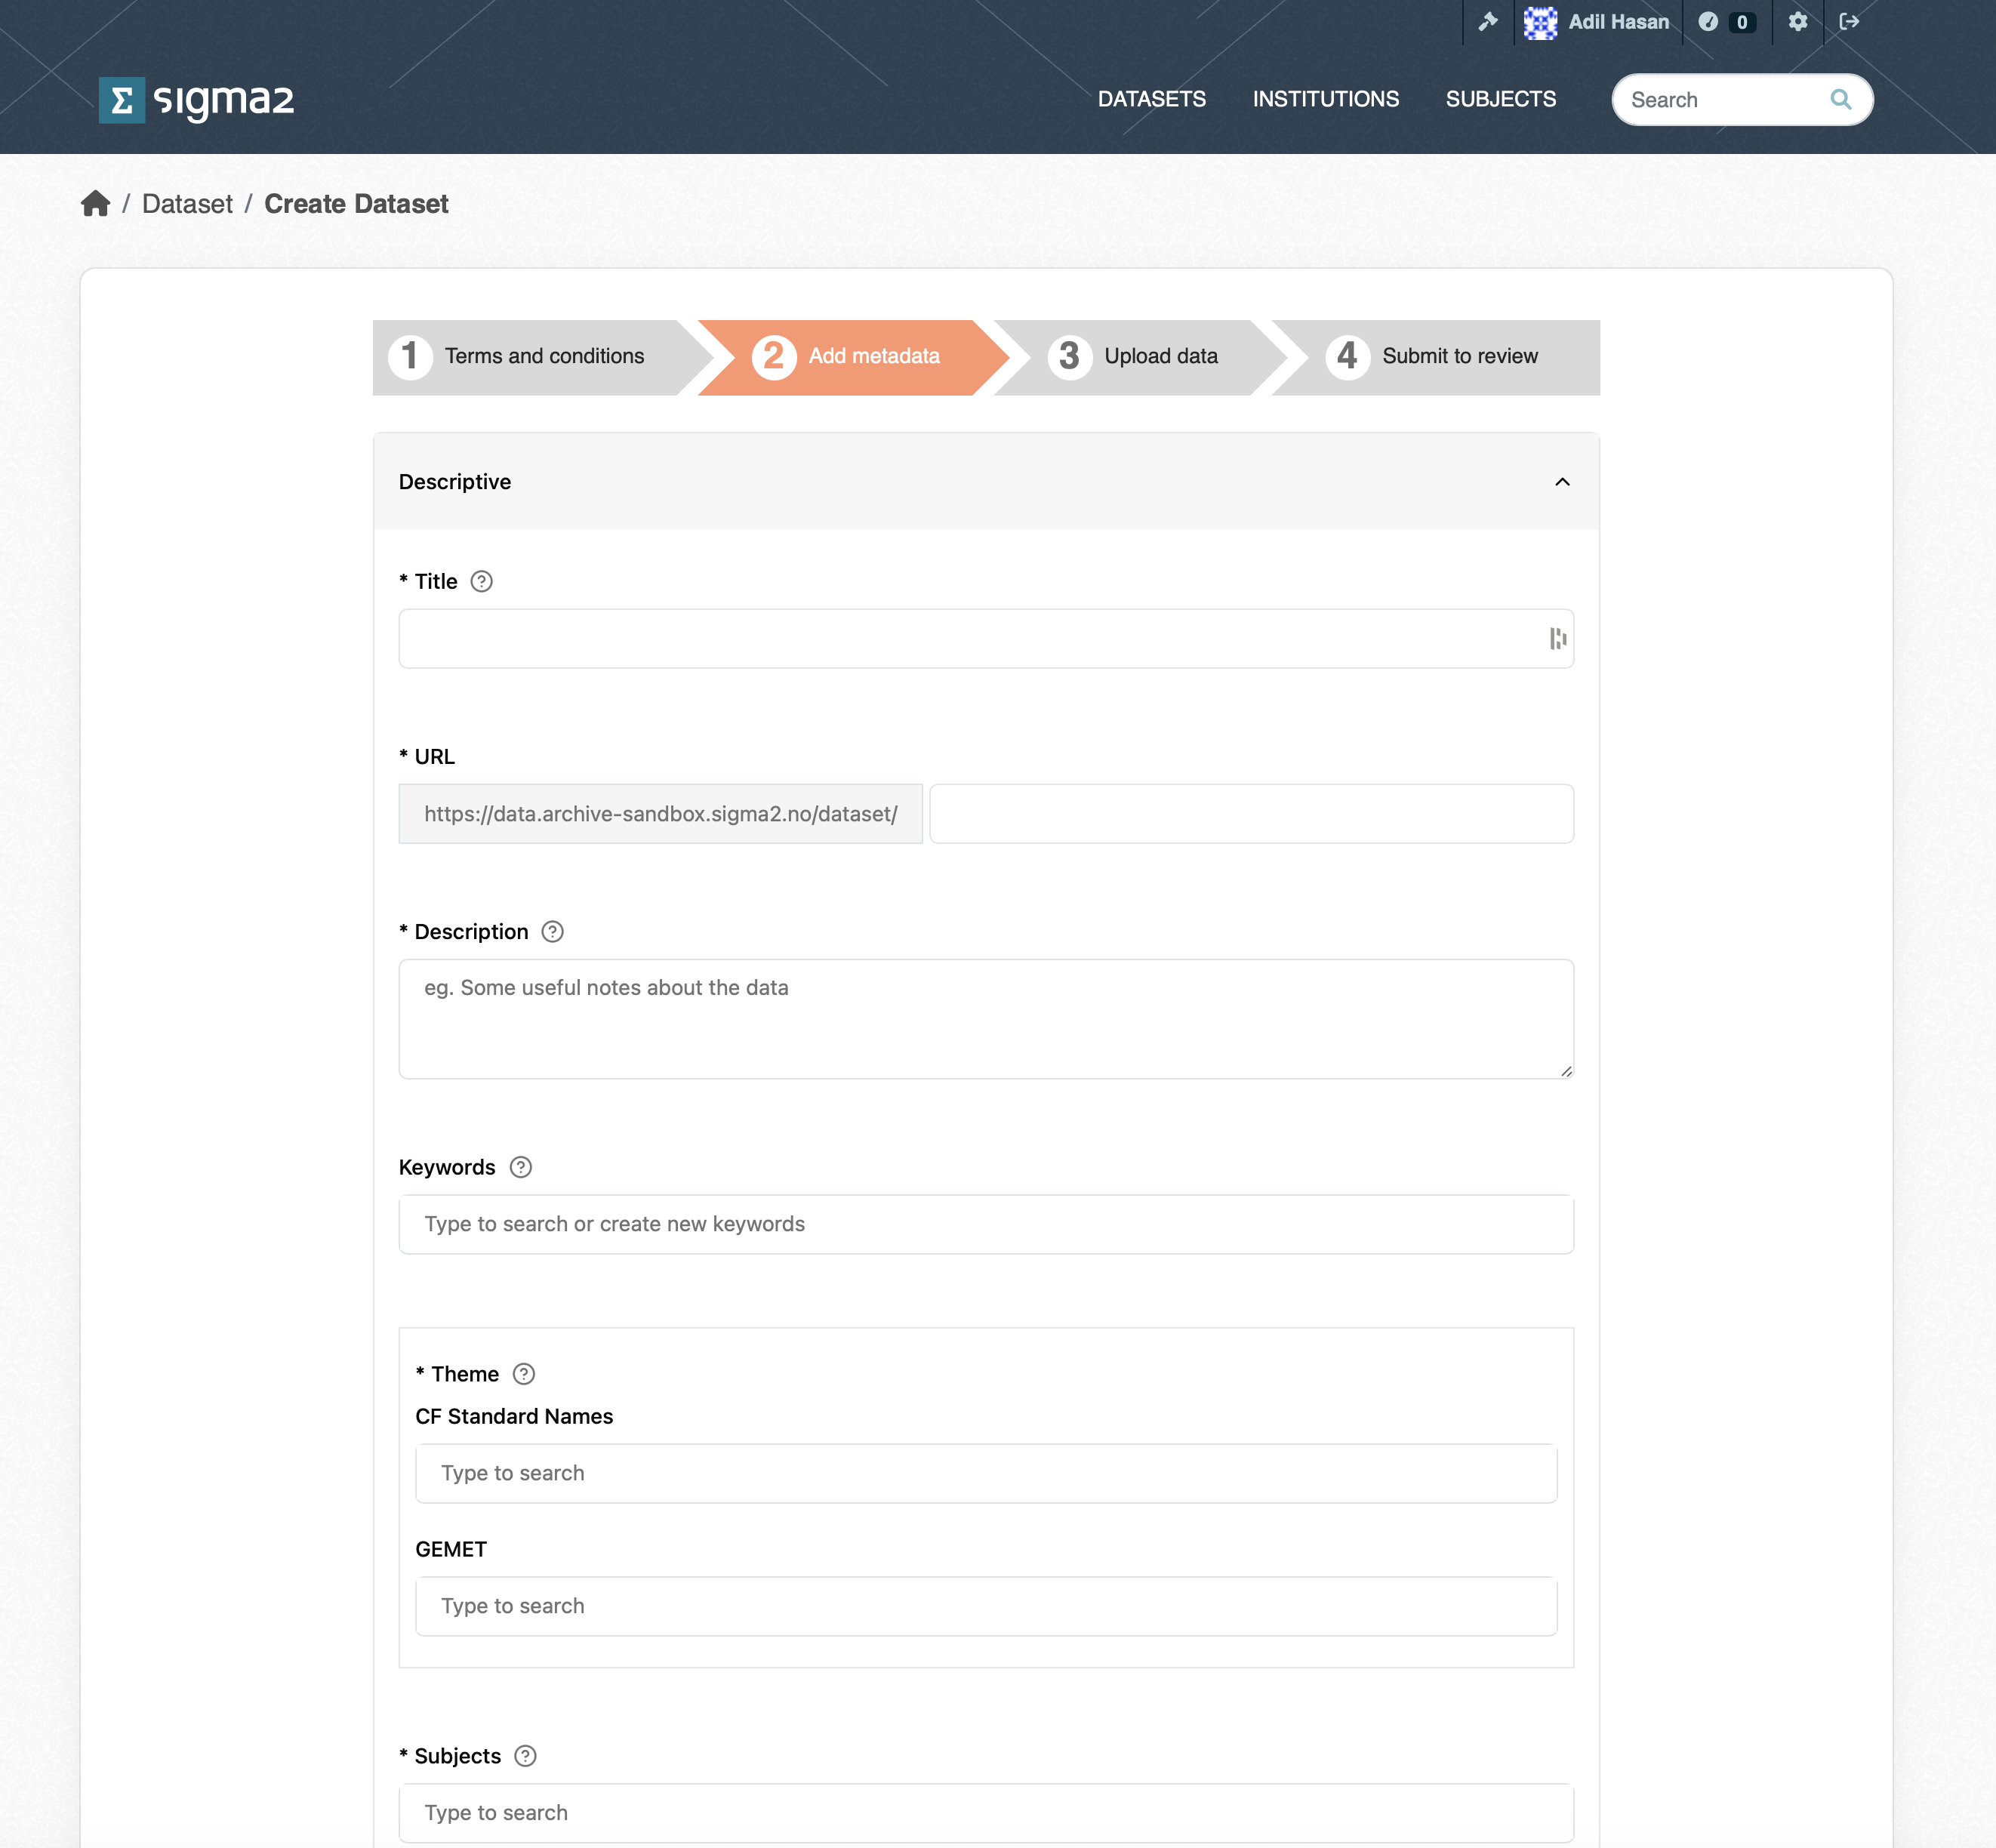 Adil Hasan
0
Σ sigma2
DATASETS
INSTITUTIONS
SUBJECTS
Search
/ Dataset / Create Dataset
1 Terms and conditions
2 Add metadata
3 Upload data
4 Submit to review
Descriptive
* Title ?
* URL
https://data.archive-sandbox.sigma2.no/dataset/
* Description ?
eg. Some useful notes about the data
Keywords ?
Type to search or create new keywords
* Theme ?
CF Standard Names
Type to search
GEMET
Type to search
* Subjects ?
Type to search